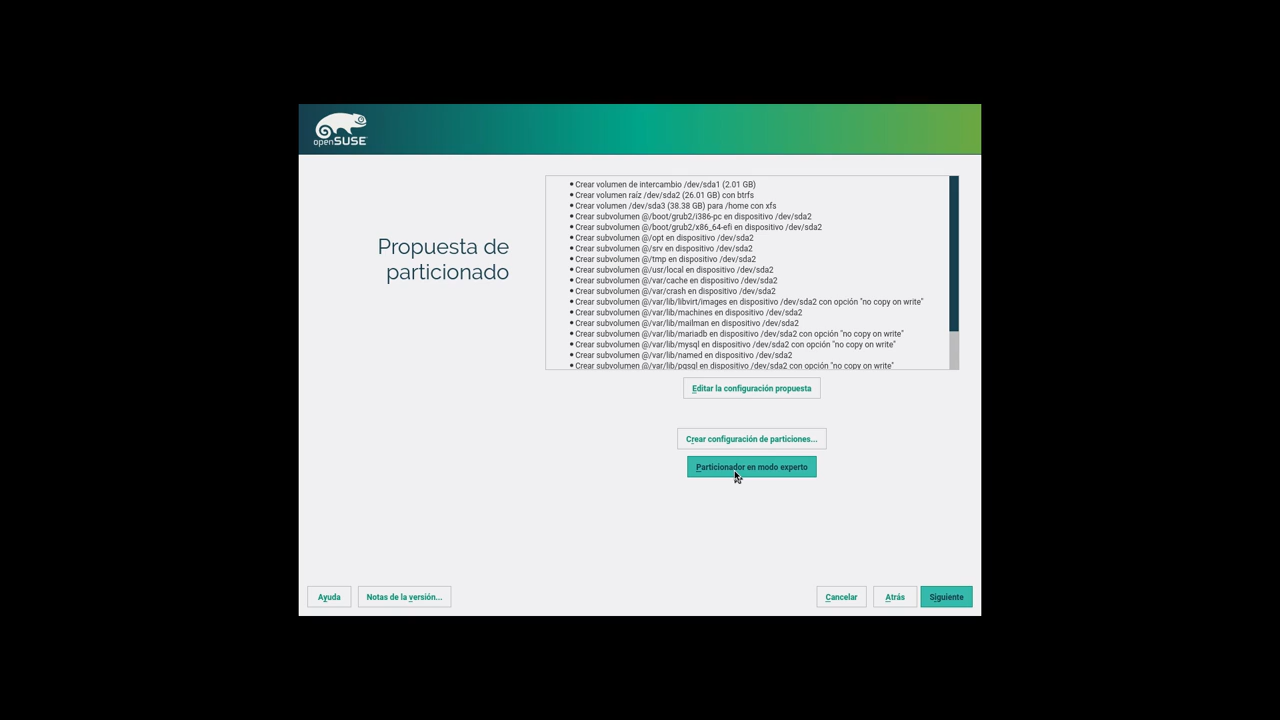 openSUSE
Propuesta de
particionado
• Crear volumen de intercambio /dev/sda1 (2.01 GB)
• Crear volumen raíz /dev/sda2 (26.01 GB) con btrfs
• Crear volumen /dev/sda3 (38.38 GB) para /home con xfs
• Crear subvolumen @/boot/grub2/i386-pc en dispositivo /dev/sda2
• Crear subvolumen @/boot/grub2/x86_64-efi en dispositivo /dev/sda2
• Crear subvolumen @/opt en dispositivo /dev/sda2
• Crear subvolumen @/srv en dispositivo /dev/sda2
• Crear subvolumen @/tmp en dispositivo /dev/sda2
• Crear subvolumen @/usr/local en dispositivo /dev/sda2
• Crear subvolumen @/var/cache en dispositivo /dev/sda2
• Crear subvolumen @/var/crash en dispositivo /dev/sda2
• Crear subvolumen @/var/lib/libvirt/images en dispositivo /dev/sda2 con opción "no copy on write"
• Crear subvolumen @/var/lib/machines en dispositivo /dev/sda2
• Crear subvolumen @/var/lib/mailman en dispositivo /dev/sda2
• Crear subvolumen @/var/lib/mariadb en dispositivo /dev/sda2 con opción "no copy on write"
• Crear subvolumen @/var/lib/mysql en dispositivo /dev/sda2 con opción "no copy on write"
• Crear subvolumen @/var/lib/named en dispositivo /dev/sda2
• Crear subvolumen @/var/lib/pgsql en dispositivo /dev/sda2 con opción "no copy on write"
Editar la configuración propuesta
Crear configuración de particiones...
Particionador en modo experto
Ayuda
Notas de la versión...
Cancelar
Atrás
Siguiente